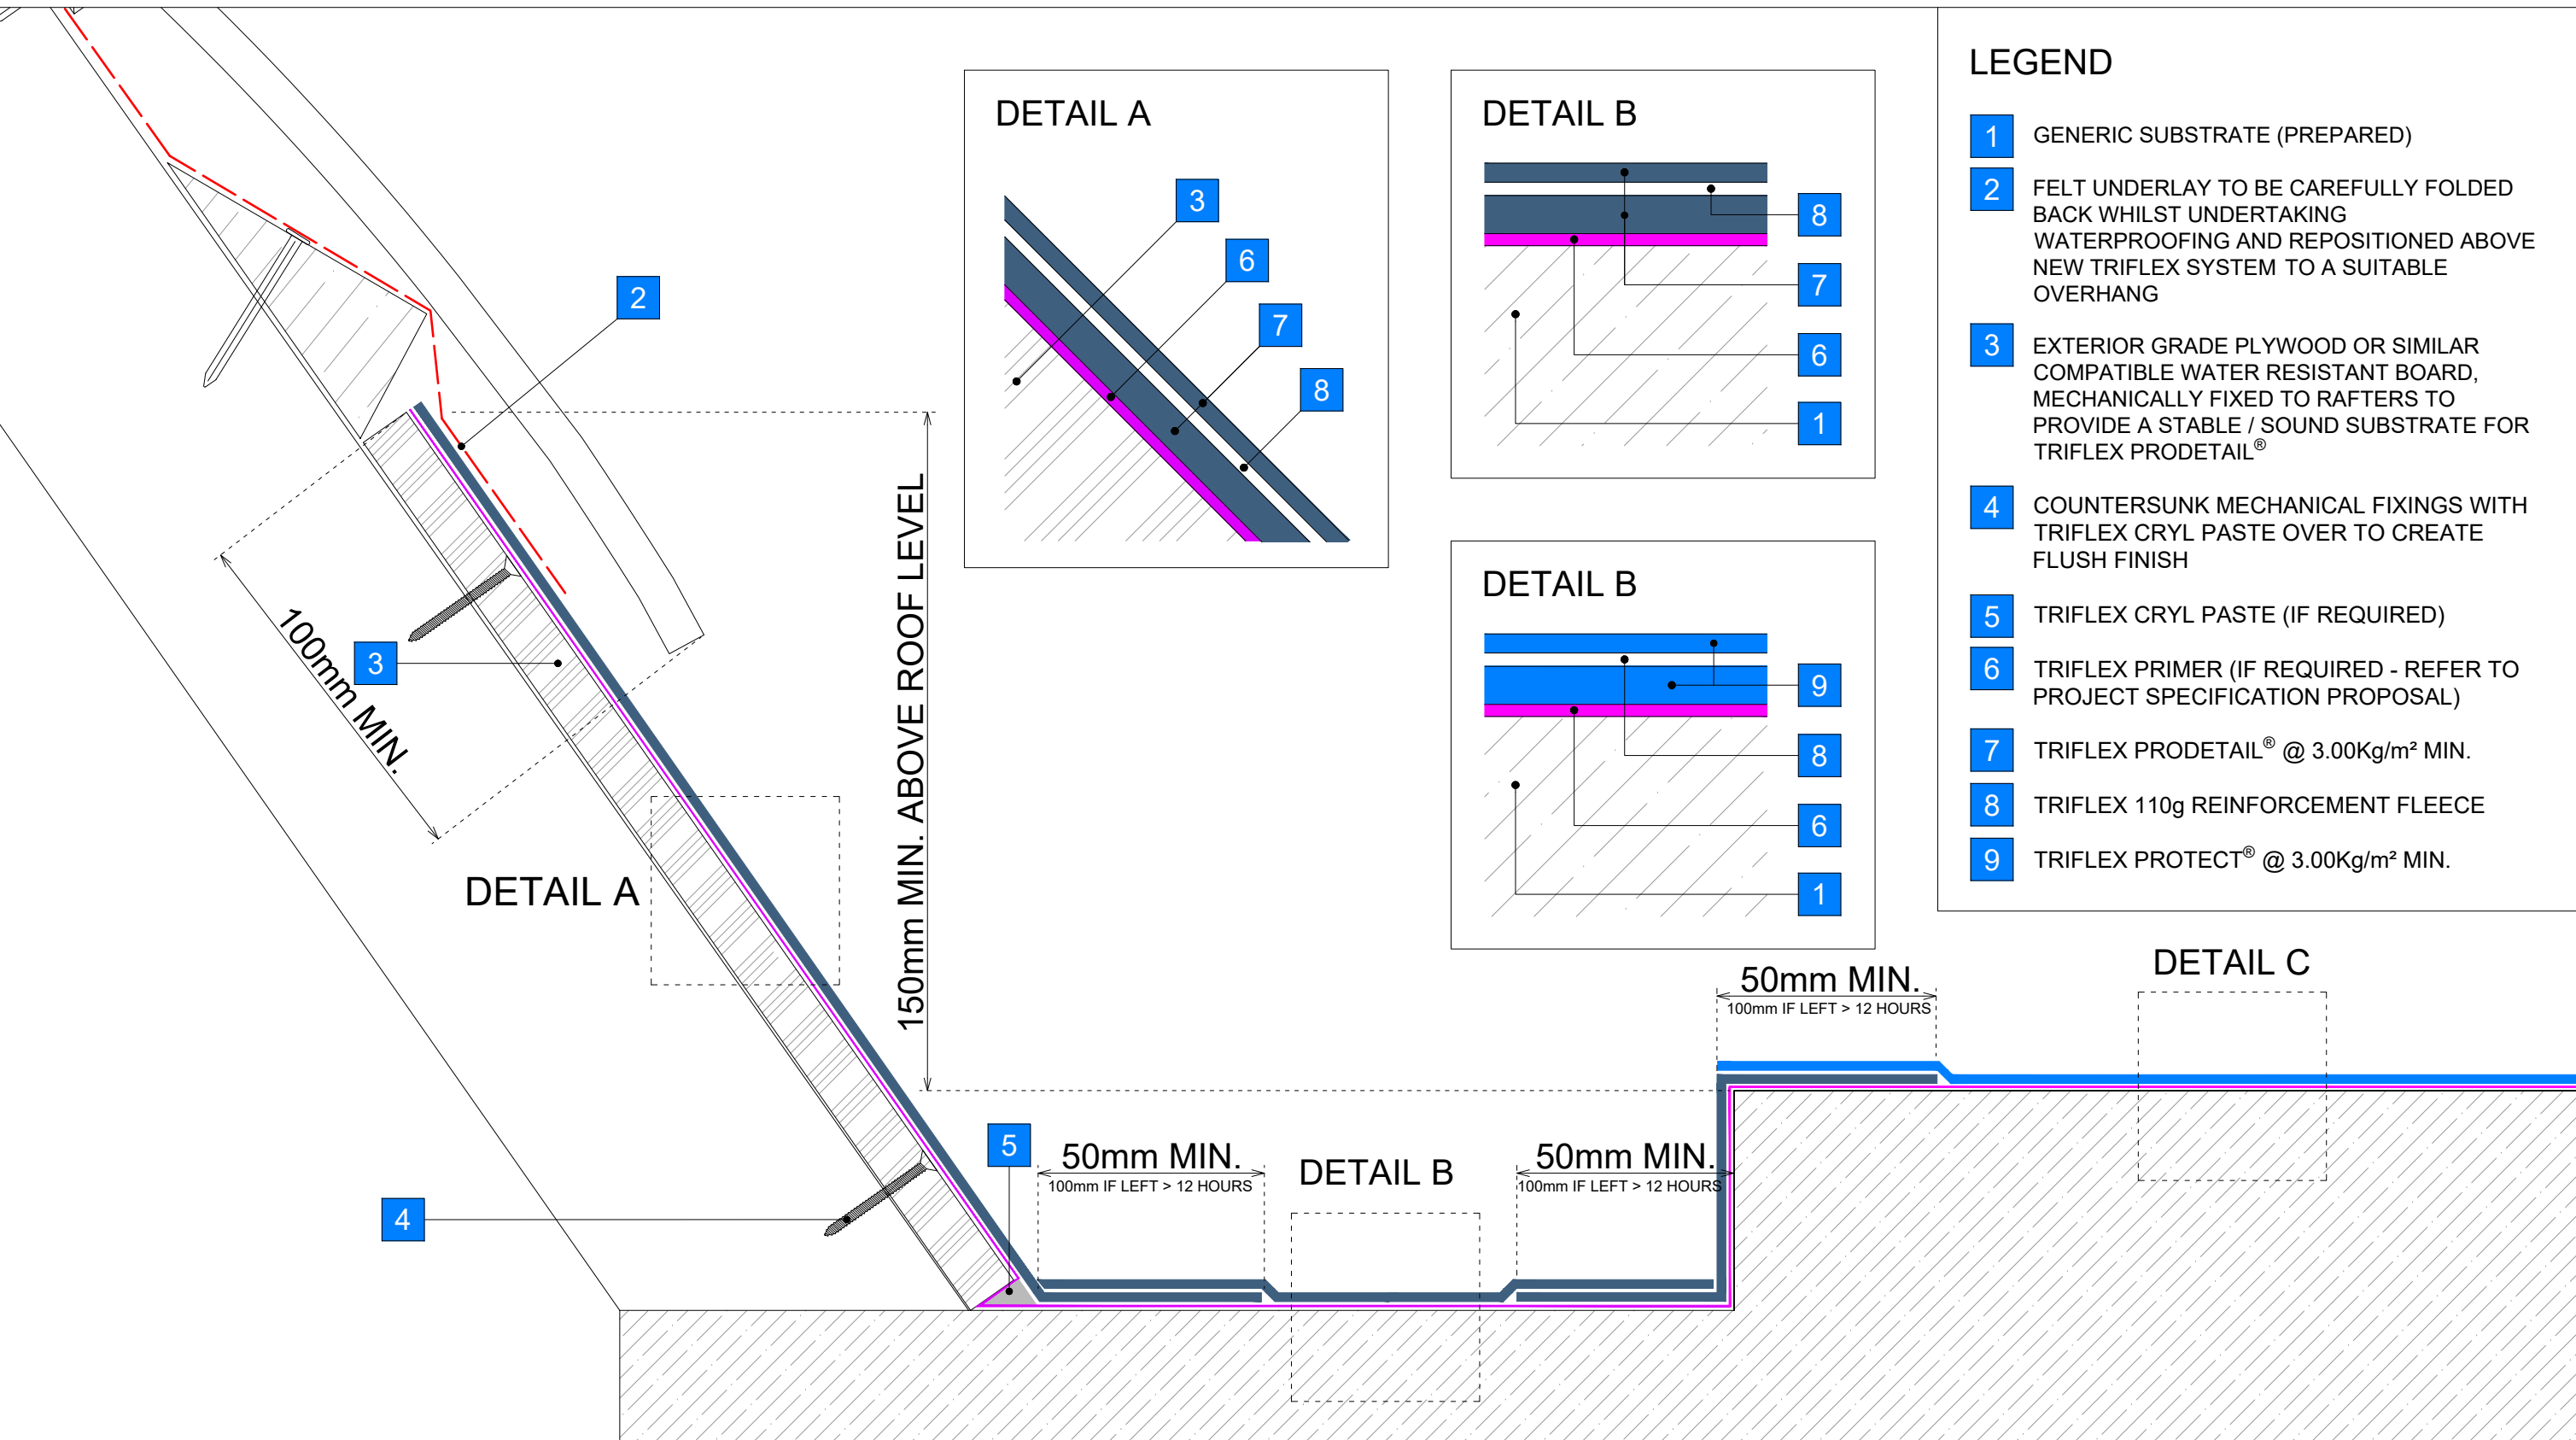 LEGEND
1 GENERIC SUBSTRATE (PREPARED)
2 FELT UNDERLAY TO BE CAREFULLY FOLDED
BACK WHILST UNDERTAKING
WATERPROOFING AND REPOSITIONED ABOVE
NEW TRIFLEX SYSTEM TO A SUITABLE
OVERHANG
3 EXTERIOR GRADE PLYWOOD OR SIMILAR
COMPATIBLE WATER RESISTANT BOARD,
MECHANICALLY FIXED TO RAFTERS TO
PROVIDE A STABLE / SOUND SUBSTRATE FOR
TRIFLEX PRODETAIL®
4 COUNTERSUNK MECHANICAL FIXINGS WITH
TRIFLEX CRYL PASTE OVER TO CREATE
FLUSH FINISH
5 TRIFLEX CRYL PASTE (IF REQUIRED)
6 TRIFLEX PRIMER (IF REQUIRED - REFER TO
PROJECT SPECIFICATION PROPOSAL)
7 TRIFLEX PRODETAIL® @ 3.00Kg/m² MIN.
8 TRIFLEX 110g REINFORCEMENT FLEECE
9 TRIFLEX PROTECT® @ 3.00Kg/m² MIN.
DETAIL A
3
6
7
8
DETAIL B
8
7
6
1
DETAIL B
9
8
6
1
2
3
100mm MIN.
DETAIL A
150mm MIN. ABOVE ROOF LEVEL
4
5
50mm MIN.
100mm IF LEFT > 12 HOURS
DETAIL B
50mm MIN.
100mm IF LEFT > 12 HOURS
50mm MIN.
100mm IF LEFT > 12 HOURS
DETAIL C